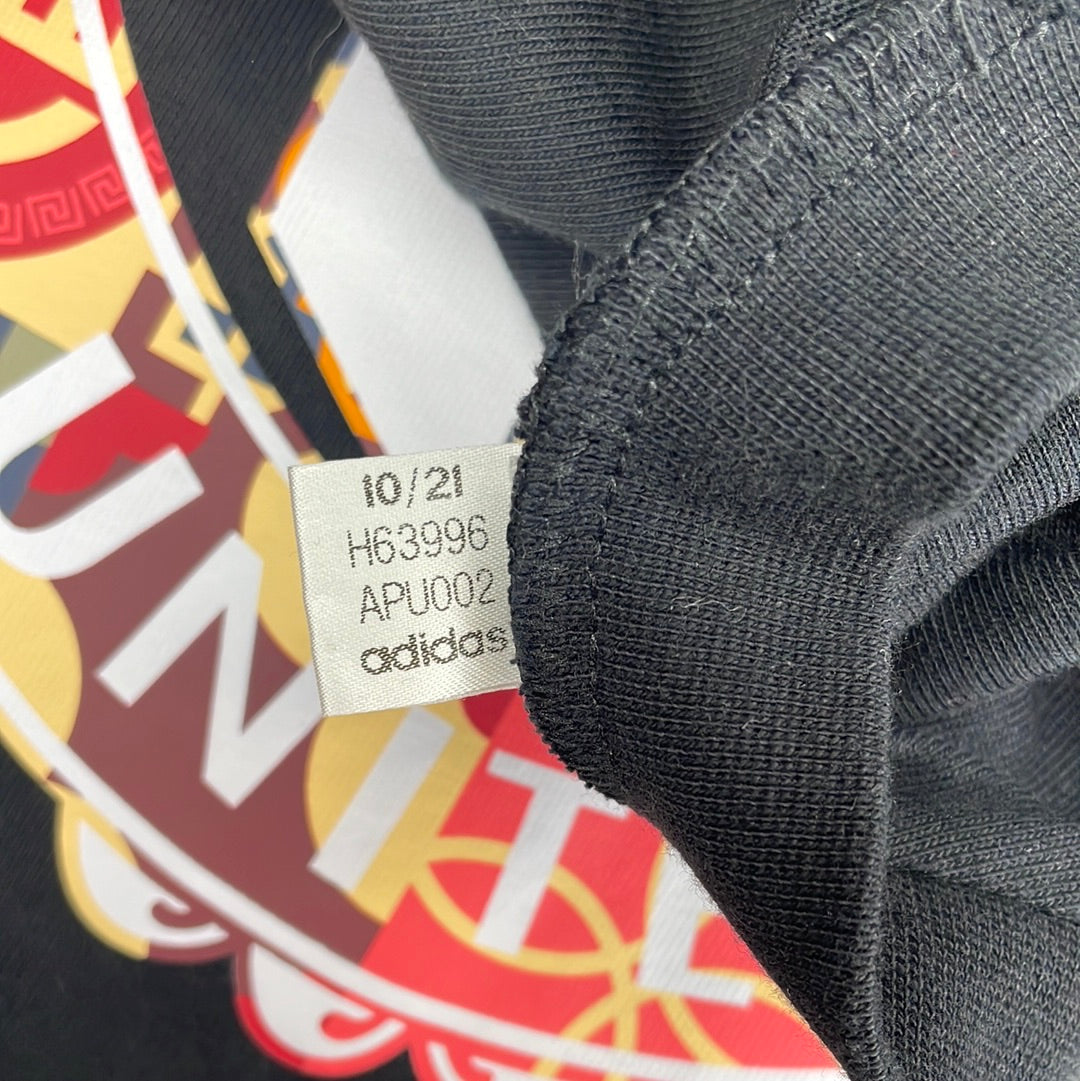 10/21
H63996
APU002
adidas
UNITE